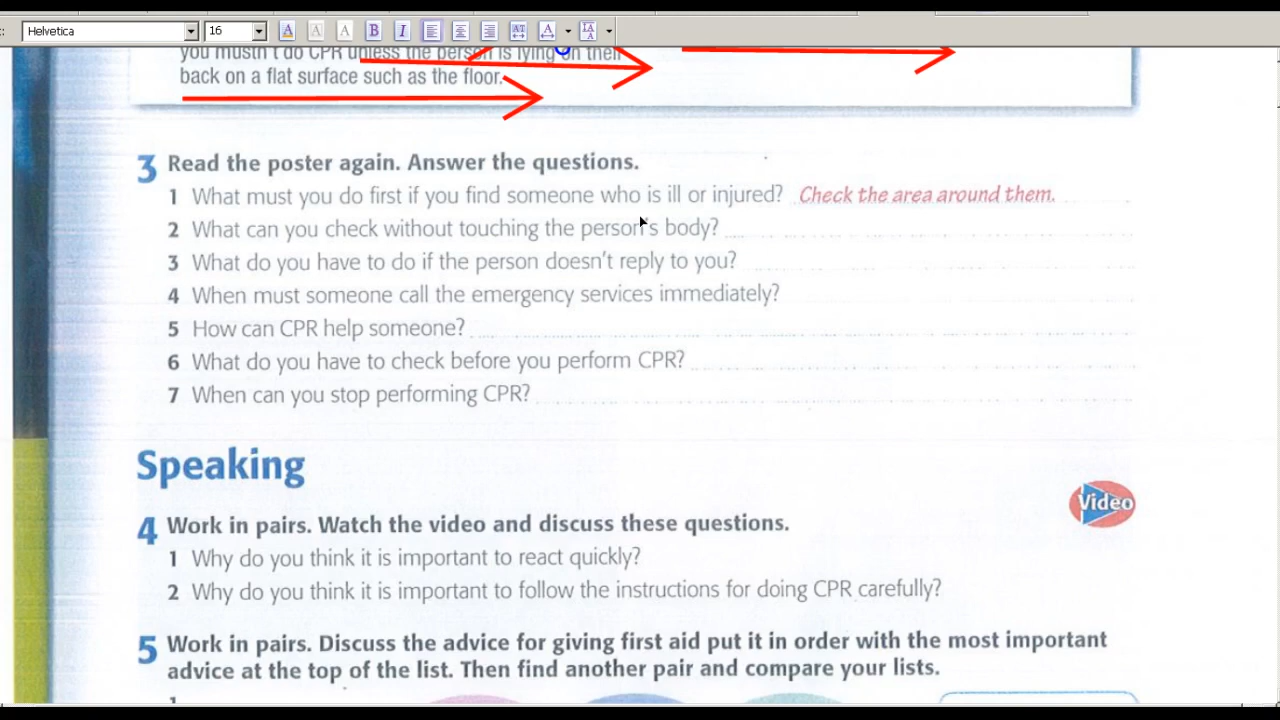 Helvetica 16 B I
you mustn't do CPR unless the person is lying on their
back on a flat surface such as the floor.
3 Read the poster again. Answer the questions.
1 What must you do first if you find someone who is ill or injured? Check the area around them.
2 What can you check without touching the person's body?
3 What do you have to do if the person doesn't reply to you?
4 When must someone call the emergency services immediately?
5 How can CPR help someone?
6 What do you have to check before you perform CPR?
7 When can you stop performing CPR?
Speaking
Video
4 Work in pairs. Watch the video and discuss these questions.
1 Why do you think it is important to react quickly?
2 Why do you think it is important to follow the instructions for doing CPR carefully?
5 Work in pairs. Discuss the advice for giving first aid put it in order with the most important
advice at the top of the list. Then find another pair and compare your lists.
1